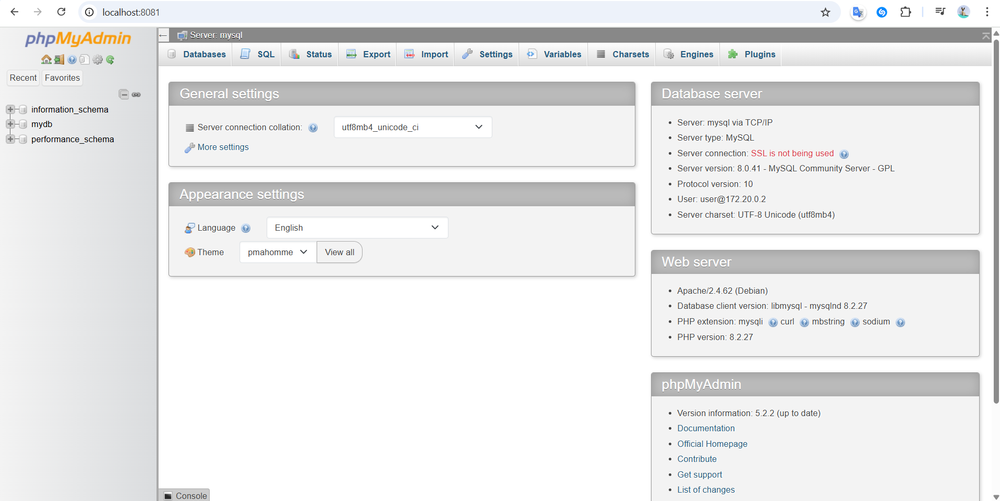 localhost:8081
phpMyAdmin
Recent
Favorites
information_schema
mydb
performance_schema
Server: mysql
Databases
SQL
Status
Export
Import
Settings
Variables
Charsets
Engines
Plugins
General settings
Server connection collation:
utf8mb4_unicode_ci
More settings
Appearance settings
Language
English
Theme
pmahomme
View all
Database server
Server: mysql via TCP/IP
Server type: MySQL
Server connection: SSL is not being used
Server version: 8.0.41 - MySQL Community Server - GPL
Protocol version: 10
User: user@172.20.0.2
Server charset: UTF-8 Unicode (utf8mb4)
Web server
Apache/2.4.62 (Debian)
Database client version: libmysql - mysqlnd 8.2.27
PHP extension: mysqli curl mbstring sodium
PHP version: 8.2.27
phpMyAdmin
Version information: 5.2.2 (up to date)
Documentation
Official Homepage
Contribute
Get support
List of changes
Console